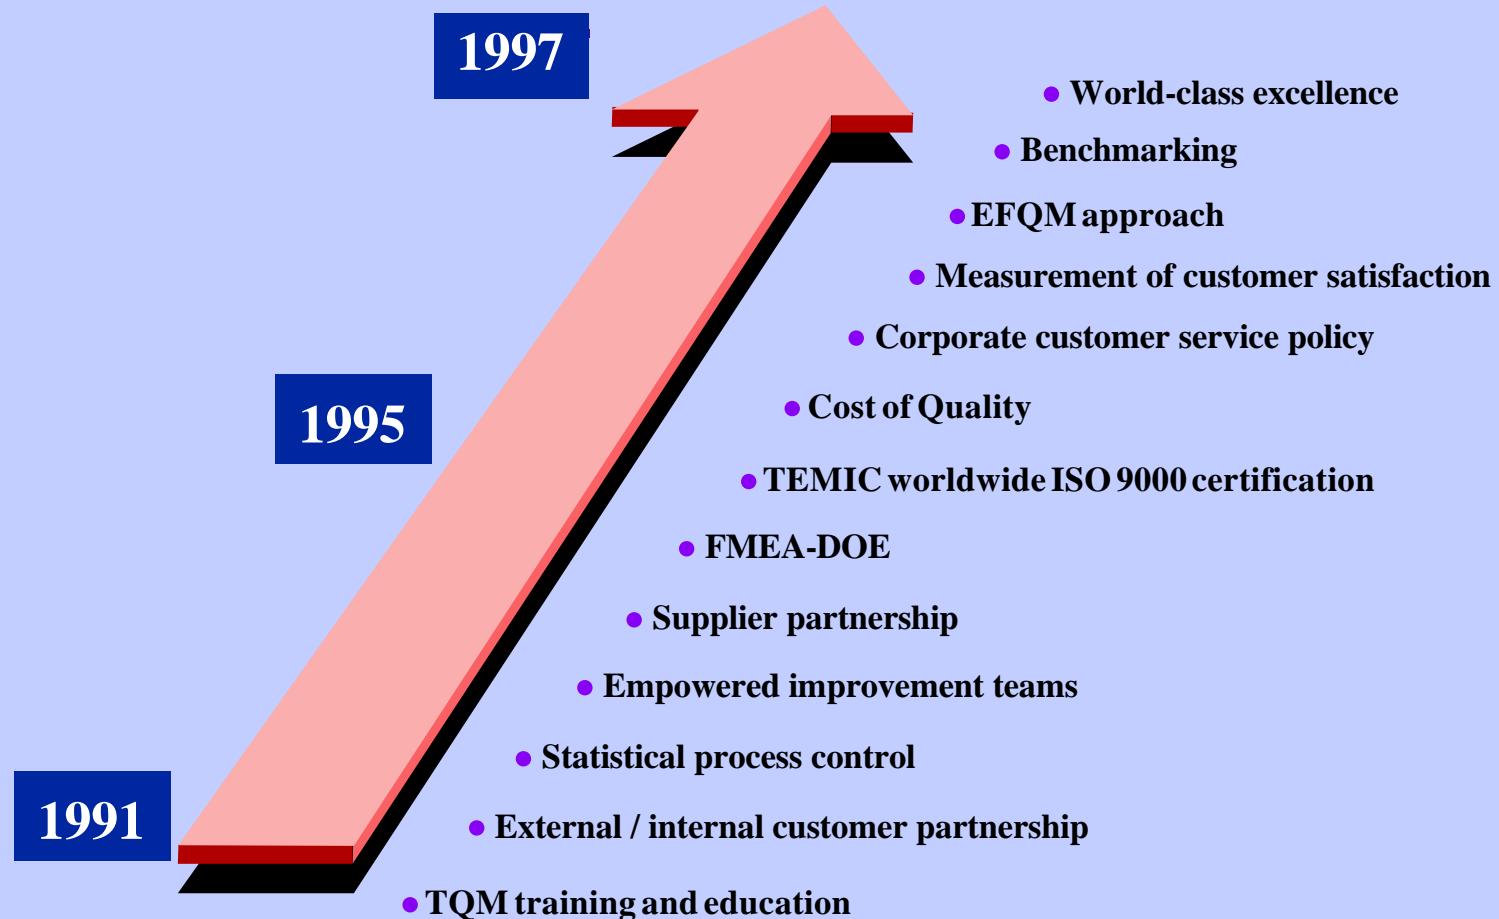 1997
● World-class excellence
● Benchmarking
● EFQM approach
● Measurement of customer satisfaction
● Corporate customer service policy
1995
● Cost of Quality
● TEMIC worldwide ISO 9000 certification
● FMEA-DOE
● Supplier partnership
● Empowered improvement teams
● Statistical process control
1991
● External / internal customer partnership
● TQM training and education